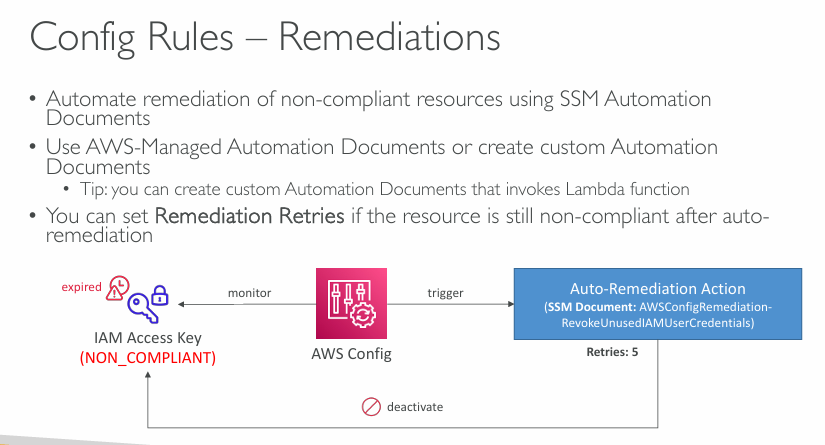 Config Rules – Remediations
• Automate remediation of non-compliant resources using SSM Automation
Documents
• Use AWS-Managed Automation Documents or create custom Automation
Documents
• Tip: you can create custom Automation Documents that invokes Lambda function
• You can set Remediation Retries if the resource is still non-compliant after auto-
remediation
expired
monitor
trigger
Auto-Remediation Action
(SSM Document: AWSConfigRemediation-
RevokeUnusedIAMUserCredentials)
IAM Access Key
(NON_COMPLIANT)
AWS Config
Retries: 5
deactivate